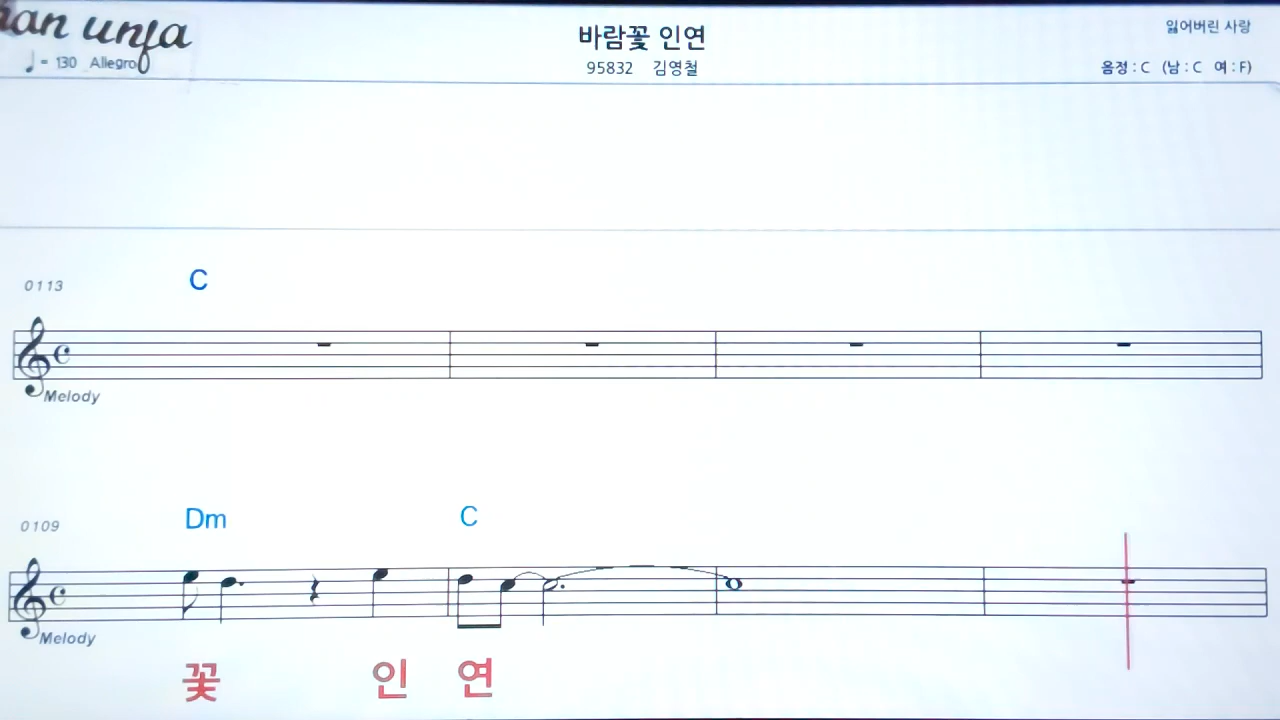 an unfa
♩= 130 Allegro
바람꽃 인연
95832 김영철
잃어버린 사랑
음정 : C (남 : C 여 : F)
0113
C
Melody
0109
Dm C
Melody
꽃 인 연